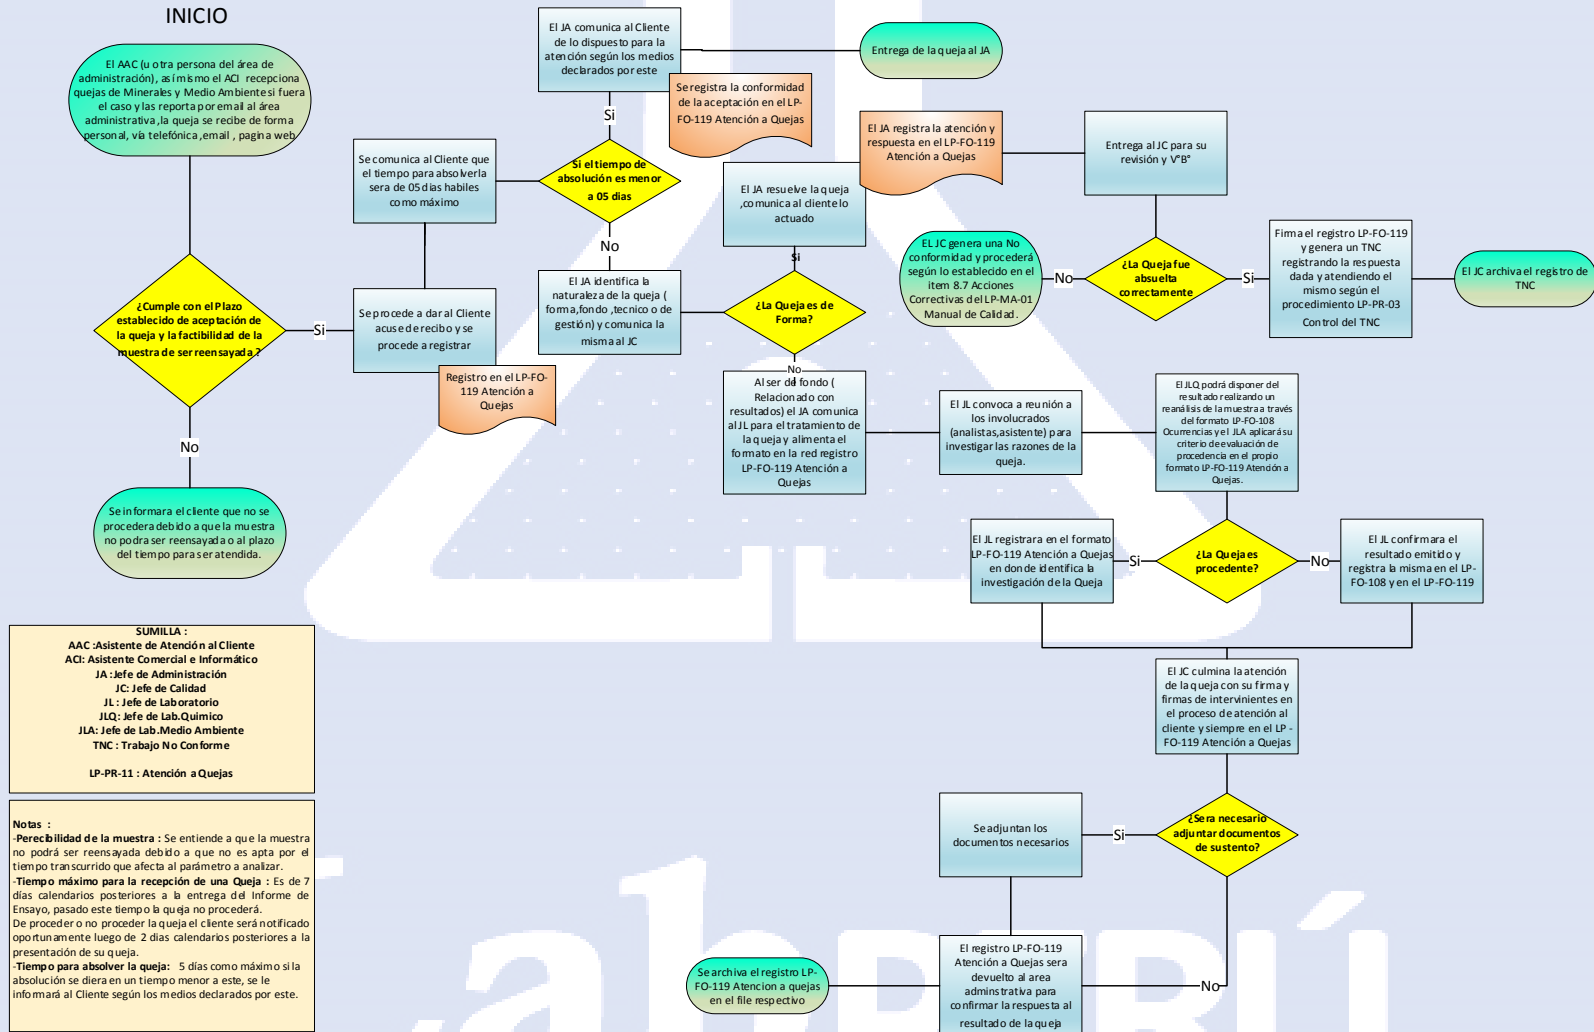 INICIO
El AAC (u otra persona del área de
administración), así mismo el ACI recepciona
quejas de Minerales y Medio Ambiente si fuera
el caso y las reporta por email al área
administrativa ,la queja se recibe de forma
personal, vía telefónica ,email , pagina web
¿Cumple con el Plazo
establecido de aceptación de
la queja y la factibilidad de la
muestra de ser reensayada ?
Si
No
Se informara el cliente que no se
procedera debido a que la muestra
no podra ser reensayada o al plazo
del tiempo para ser atendida.
Se procede a dar al Cliente
acuse de recibo y se
procede a registrar
Registro en el LP-FO-
119 Atención a
Quejas
Se comunica al Cliente que
el tiempo para absolverla
sera de 05 dias habiles
como máximo
Si el tiempo de
absolución es menor
a 05 dias
Si
No
El JA comunica al Cliente
de lo dispuesto para la
atención según los medios
declarados por este
Se registra la conformidad
de la aceptación en el LP-
FO-119 Atención a Quejas
Entrega de la queja al JA
El JA identifica la
naturaleza de la queja (
forma,fondo ,tecnico o de
gestión) y comunica la
misma al JC
¿La Queja es de
Forma?
Si
No
El JA resuelve la queja
,comunica al cliente lo
actuado
El JA registra la atención y
respuesta en el LP-FO-119
Atención a Quejas
Entrega al JC para su
revisión y V°B°
¿La Queja fue
absuelta
correctamente
No
Si
El JC genera una No
conformidad y procederá
según lo establecido en el
item 8.7 Acciones
Correctivas del LP-MA-01
Manual de Calidad.
Firma el registro LP-FO-119
y genera un TNC
registrando la respuesta
dada y atendiendo el
mismo según el
procedimiento LP-PR-03
Control del TNC
El JC archiva el registro de
TNC
Al ser de fondo (
Relacionado con
resultados) el JA comunica
al JL para el tratamiento de
la queja y alimenta el
formato en la red registro
LP-FO-119 Atención a
Quejas
El JL convoca a reunión a
los involucrados
(analistas,asistente) para
investigar las razones de la
queja.
El JLQ podrá disponer del
resultado realizando un
reanálisis de la muestra a través
del formato LP-FO-108
Ocurrencias y el JLA aplicará su
criterio de evaluación de
procedencia en el propio
formato LP-FO-119 Atención a
Quejas.
¿La Queja es
procedente?
Si
No
El JL registrara en el formato
LP-FO-119 Atención a Quejas
en donde identifica la
investigación de la Queja
El JL confirmara el
resultado emitido y
registra la misma en el LP-
FO-108 y en el LP-FO-119
El JC culmina la atención
de la queja con su firma y
firmas de intervinientes en
el proceso de atención al
cliente y siempre en el LP -
FO-119 Atención a Quejas
¿Sera necesario
adjuntar documentos
de sustento?
Si
No
Se adjuntan los
documentos necesarios
El registro LP-FO-119
Atención a Quejas sera
devuelto al area
adminstrativa para
confirmar la respuesta al
resultado de la queja
Se archiva el registro LP-
FO-119 Atencion a quejas
en el file respectivo
SUMILLA :
AAC :Asistente de Atención al Cliente
ACI: Asistente Comercial e Informático
JA :Jefe de Administración
JC: Jefe de Calidad
JL : Jefe de Laboratorio
JLQ: Jefe de Lab.Quimico
JLA: Jefe de Lab.Medio Ambiente
TNC : Trabajo No Conforme
LP-PR-11 : Atención a Quejas
Notas :
-Perecibilidad de la muestra : Se entiende a que la muestra
no podrá ser reensayada debido a que no es apta por el
tiempo transcurrido que afecta al parámetro a analizar.
-Tiempo máximo para la recepción de una Queja : Es de 7
días calendarios posteriores a la entrega del Informe de
Ensayo, pasado este tiempo la queja no procederá.
De proceder o no proceder la queja el cliente será notificado
oportunamente luego de 2 dias calendarios posteriores a la
presentación de su queja.
-Tiempo para absolver la queja: 5 días como máximo si la
absolución se diera en un tiempo menor a este, se le
informará al Cliente según los medios declarados por este.